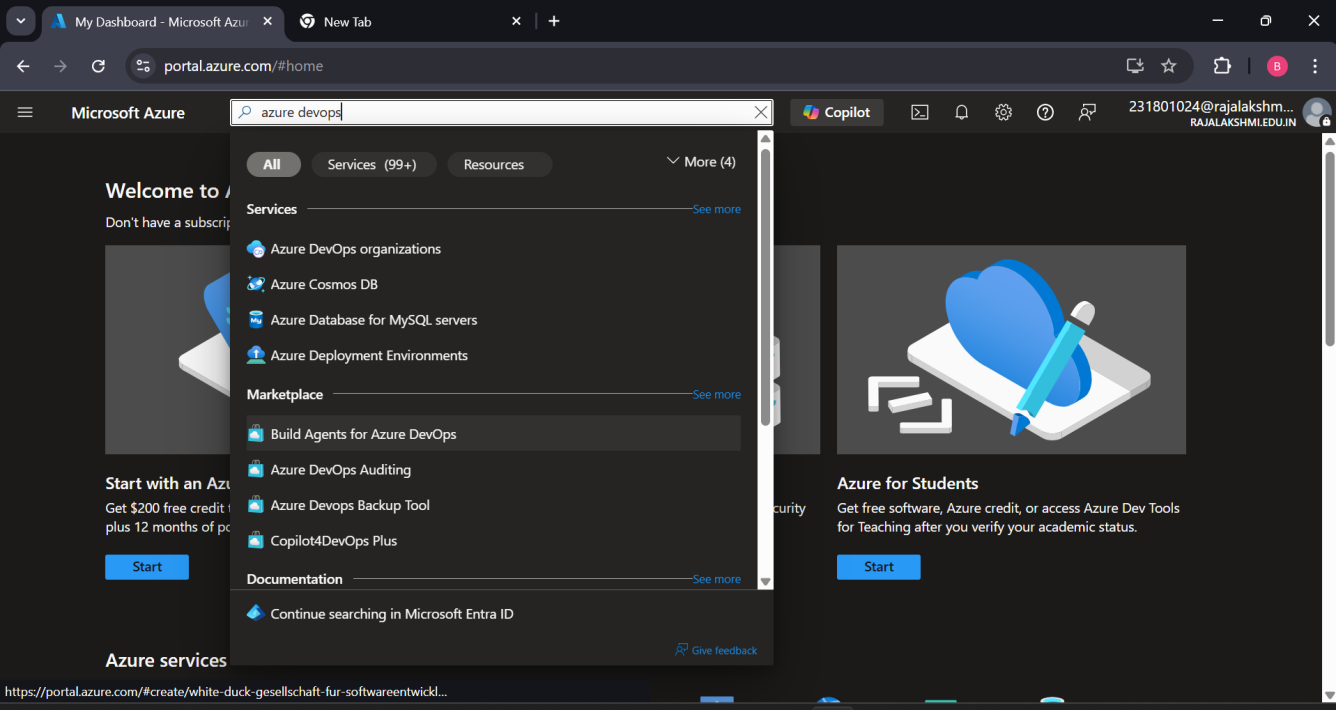 My Dashboard - Microsoft Azur
New Tab
portal.azure.com/#home
B
Microsoft Azure
azure devops
Copilot
231801024@rajalakshm...
RAJALAKSHMI.EDU.IN
All
Services (99+)
Resources
More (4)
Welcome to
Don't have a subscrip
Services
See more
Azure DevOps organizations
Azure Cosmos DB
My
Azure Database for MySQL servers
Azure Deployment Environments
Marketplace
See more
Build Agents for Azure DevOps
Azure DevOps Auditing
Azure Devops Backup Tool
Copilot4DevOps Plus
Documentation
See more
Continue searching in Microsoft Entra ID
Give feedback
Start with an Azu
Get $200 free credit
plus 12 months of po
Start
curity
Azure for Students
Get free software, Azure credit, or access Azure Dev Tools
for Teaching after you verify your academic status.
Start
Azure services
https://portal.azure.com/#create/white-duck-gesellschaft-fur-softwareentwickl...